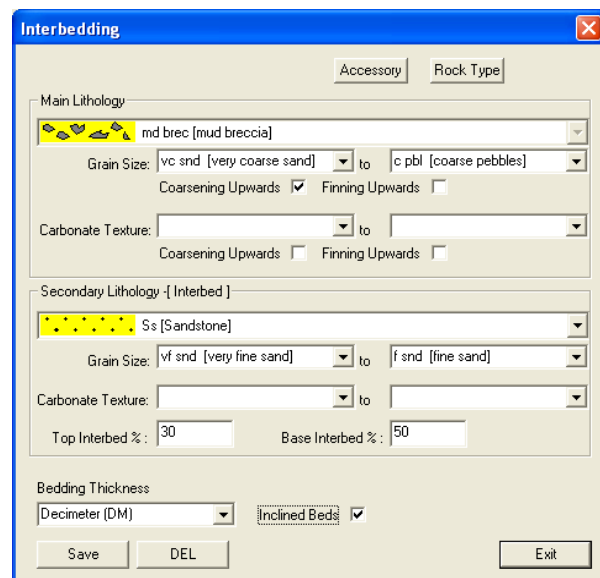 Interbedding
Accessory Rock Type
Main Lithology
md brec [mud breccia]
Grain Size: vc snd [very coarse sand] to c pbl [coarse pebbles]
Coarsening Upwards Finning Upwards
Carbonate Texture: to
Coarsening Upwards Finning Upwards
Secondary Lithology -[ Interbed ]
Ss [Sandstone]
Grain Size: vf snd [very fine sand] to f snd [fine sand]
Carbonate Texture: to
Top Interbed % : 30 Base Interbed % : 50
Bedding Thickness
Decimeter (DM) Inclined Beds
Save DEL Exit